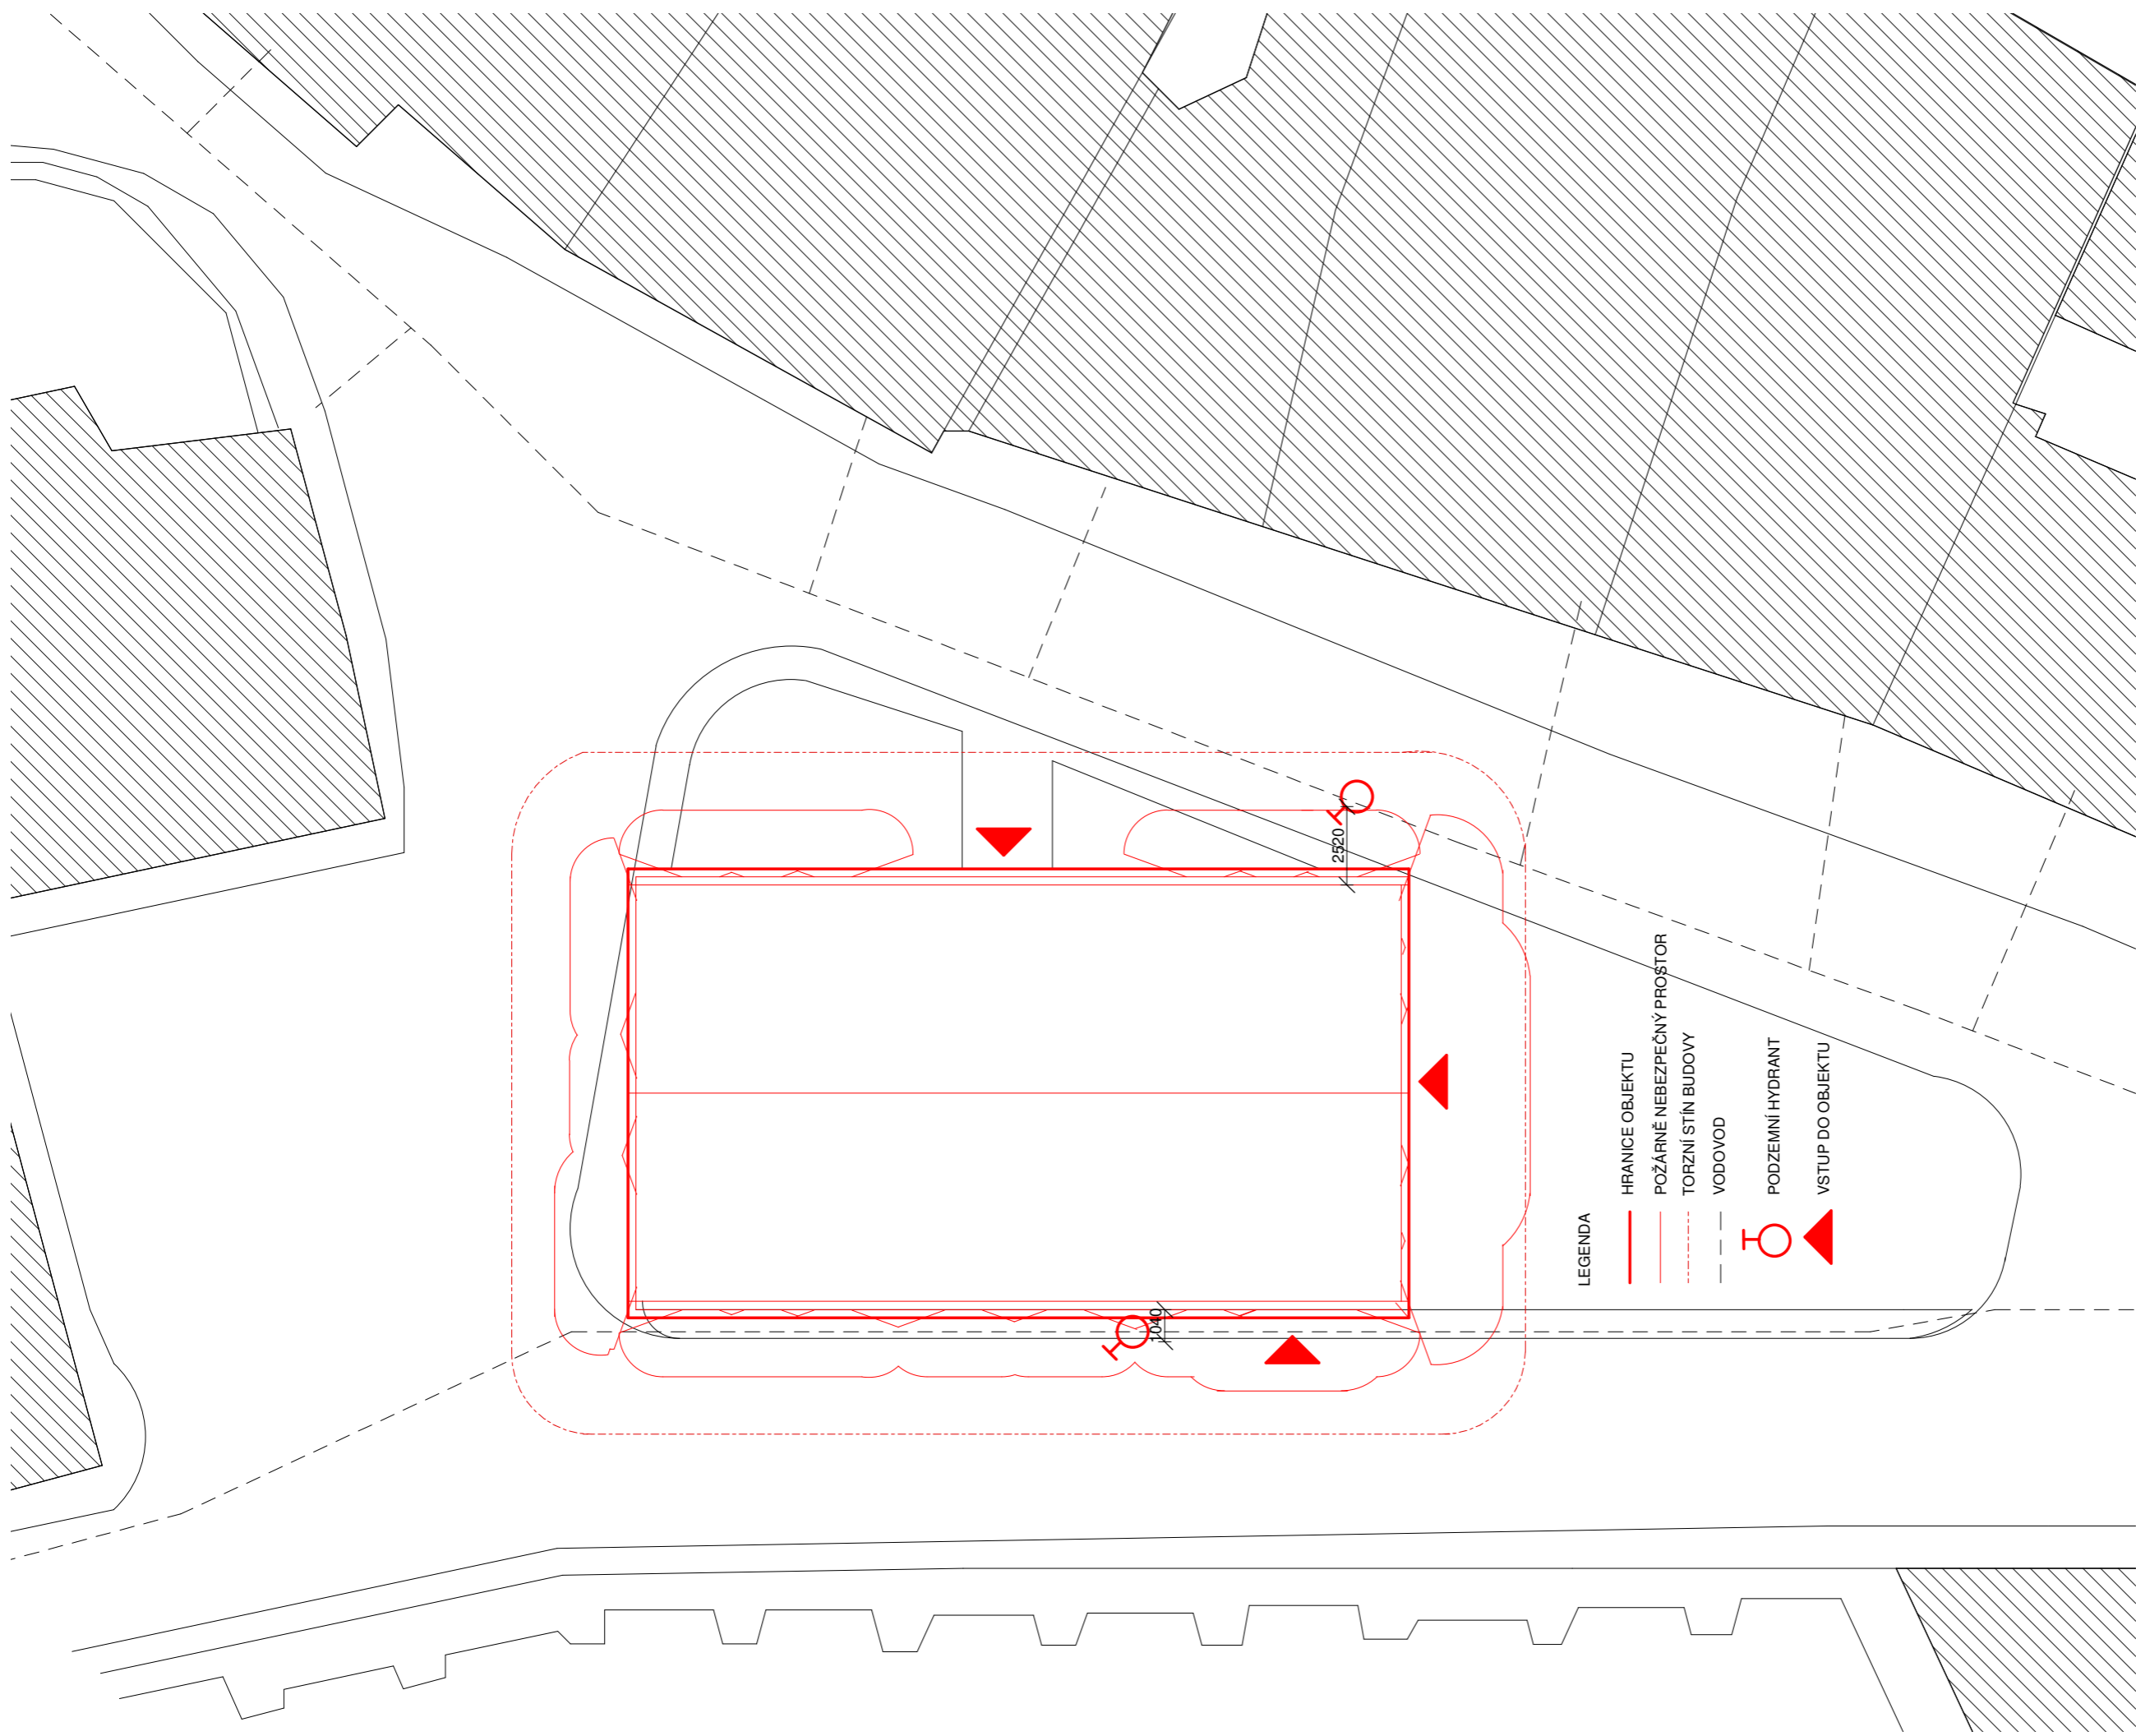 2520
1040
LEGENDA
HRANICE OBJEKTU
POŽÁRNĚ NEBEZPEČNÝ PROSTOR
TORZNÍ STÍN BUDOVY
VODOVOD
PODZEMNÍ HYDRANT
VSTUP DO OBJEKTU